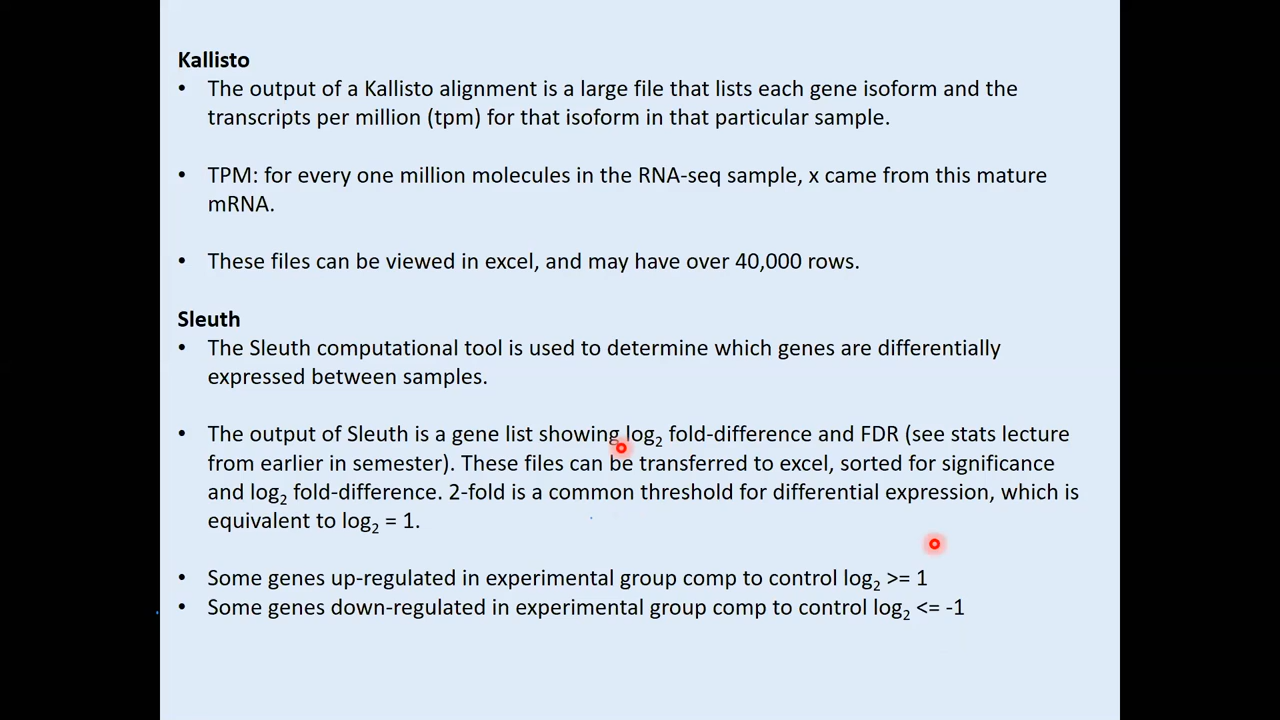 Kallisto
• The output of a Kallisto alignment is a large file that lists each gene isoform and the
transcripts per million (tpm) for that isoform in that particular sample.
• TPM: for every one million molecules in the RNA-seq sample, x came from this mature
mRNA.
• These files can be viewed in excel, and may have over 40,000 rows.
Sleuth
• The Sleuth computational tool is used to determine which genes are differentially
expressed between samples.
• The output of Sleuth is a gene list showing log₂ fold-difference and FDR (see stats lecture
from earlier in semester). These files can be transferred to excel, sorted for significance
and log₂ fold-difference. 2-fold is a common threshold for differential expression, which is
equivalent to log₂ = 1.
• Some genes up-regulated in experimental group comp to control log₂ >= 1
• Some genes down-regulated in experimental group comp to control log₂ <= -1